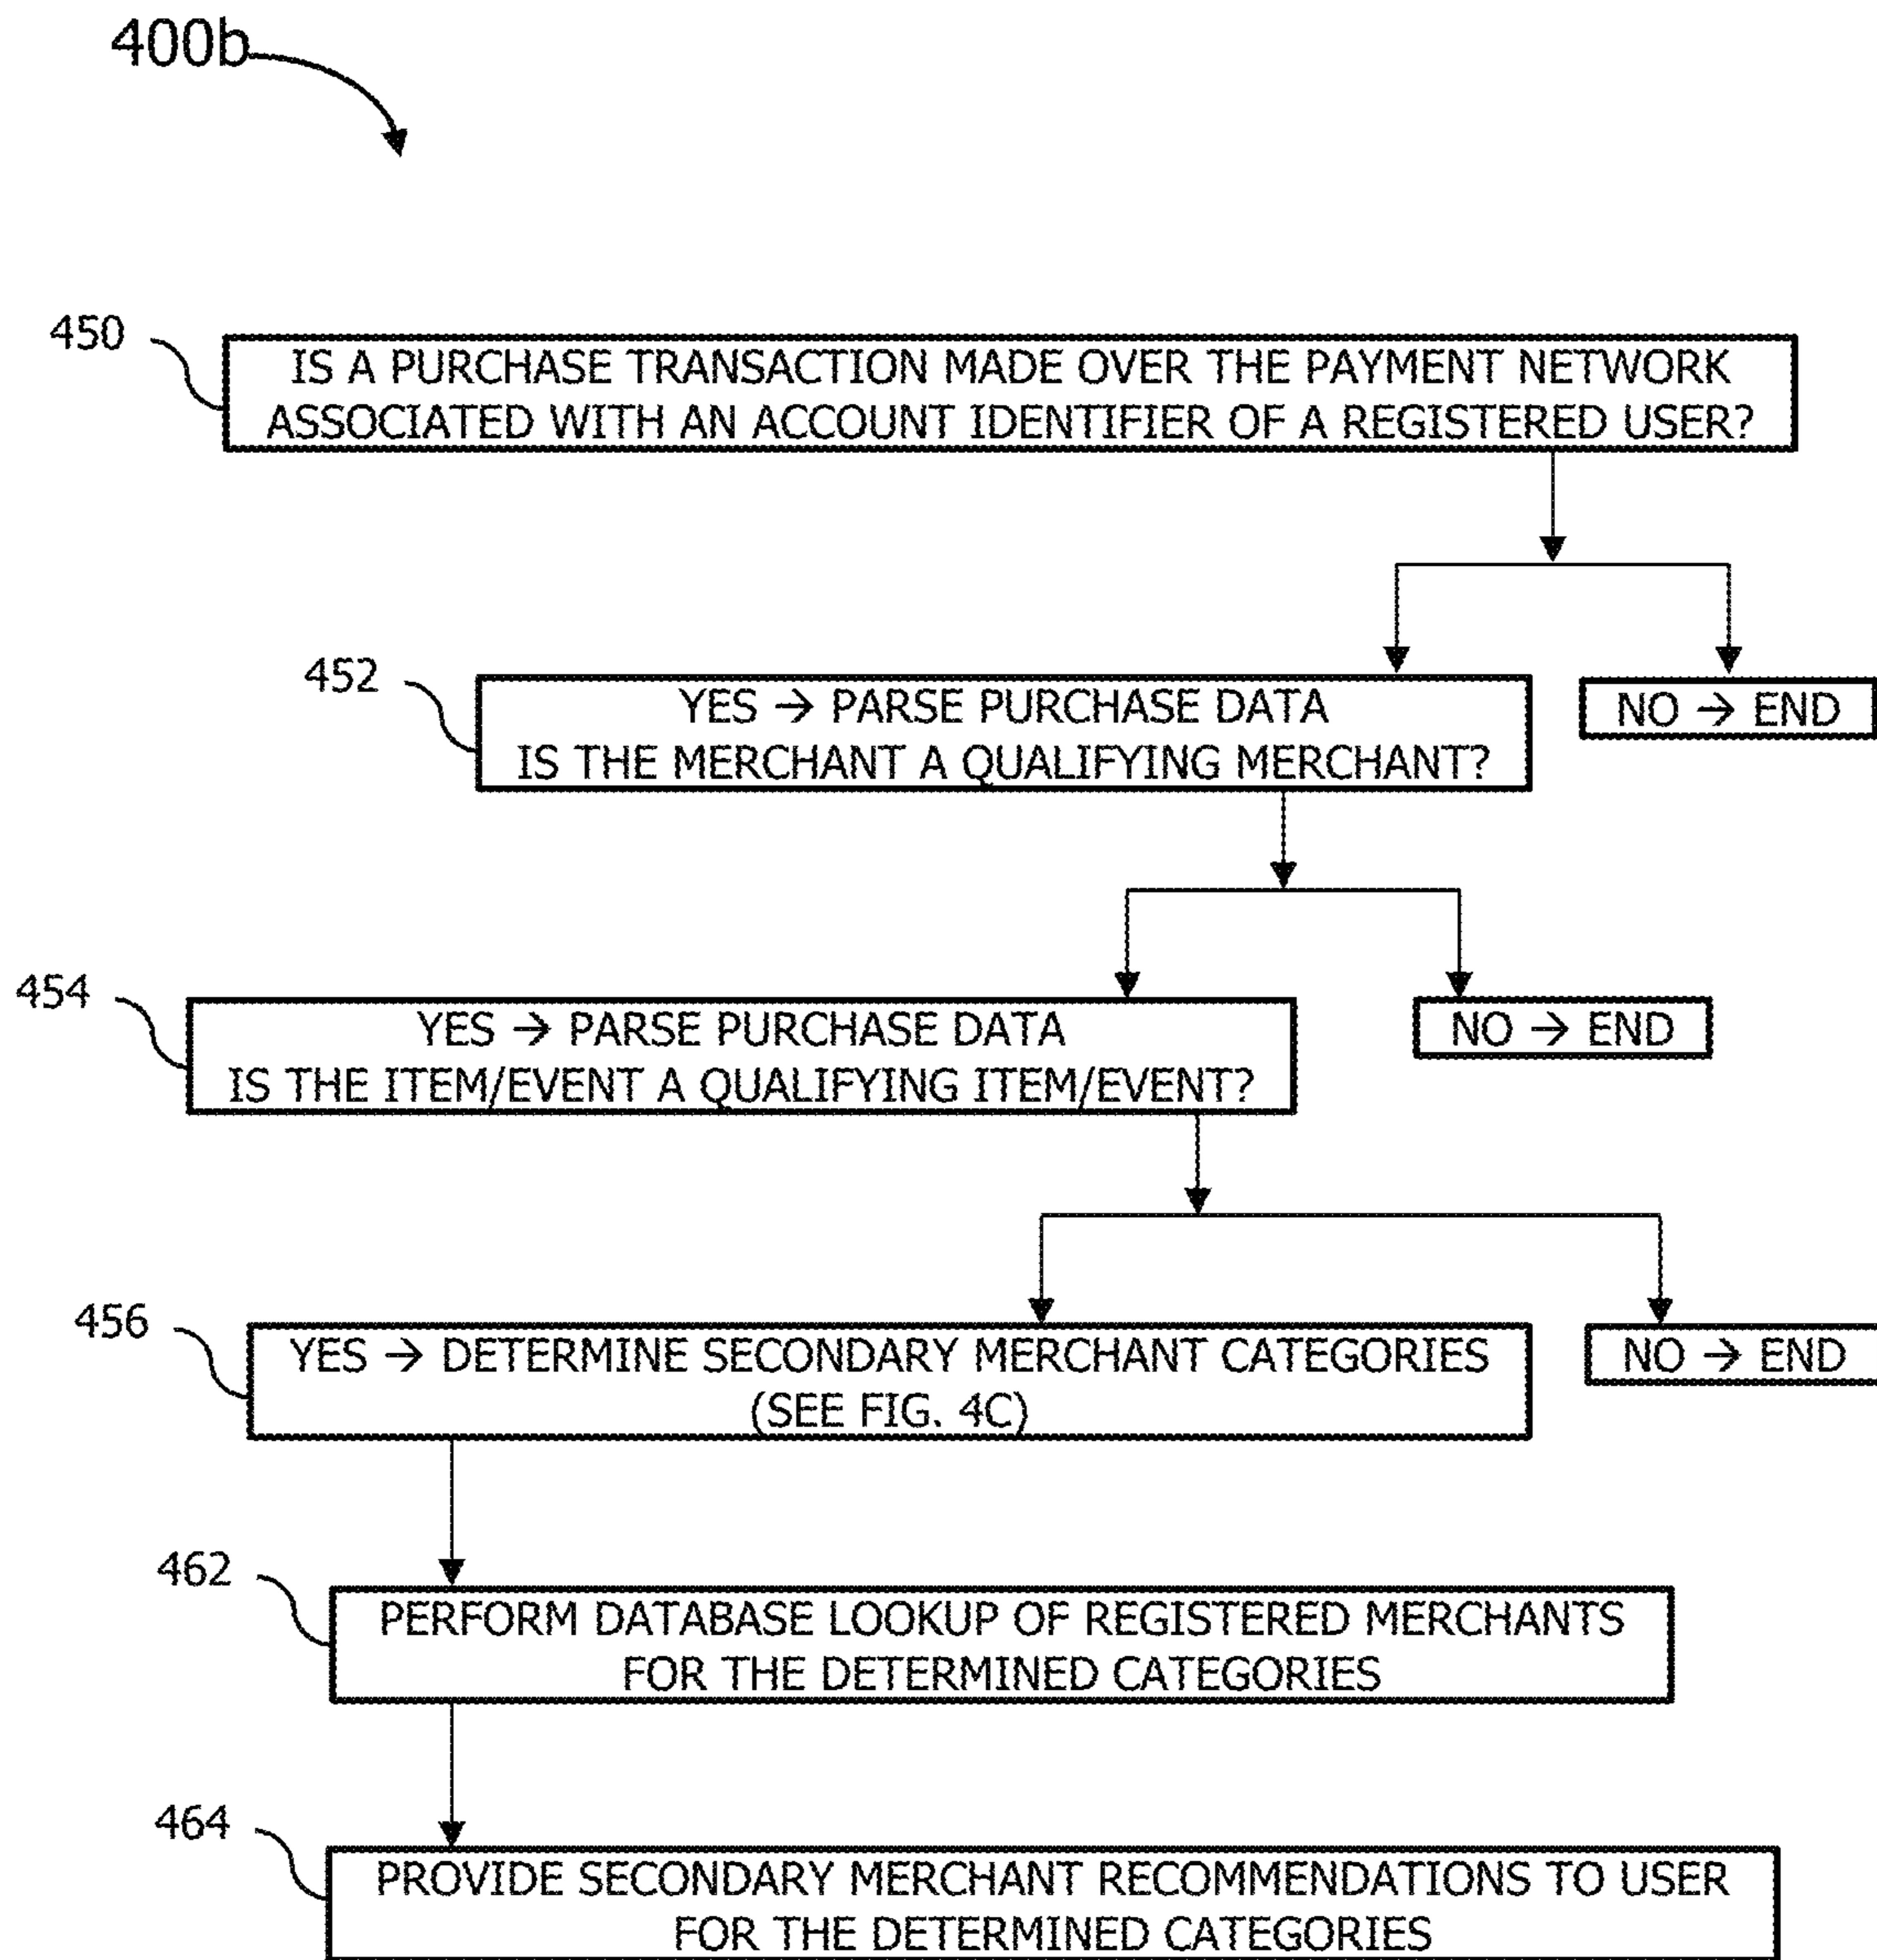 400b
450
IS A PURCHASE TRANSACTION MADE OVER THE PAYMENT NETWORK
ASSOCIATED WITH AN ACCOUNT IDENTIFIER OF A REGISTERED USER?
452
YES → PARSE PURCHASE DATA
IS THE MERCHANT A QUALIFYING MERCHANT?
NO → END
454
YES → PARSE PURCHASE DATA
IS THE ITEM/EVENT A QUALIFYING ITEM/EVENT?
NO → END
456
YES → DETERMINE SECONDARY MERCHANT CATEGORIES
(SEE FIG. 4C)
NO → END
462
PERFORM DATABASE LOOKUP OF REGISTERED MERCHANTS
FOR THE DETERMINED CATEGORIES
464
PROVIDE SECONDARY MERCHANT RECOMMENDATIONS TO USER
FOR THE DETERMINED CATEGORIES